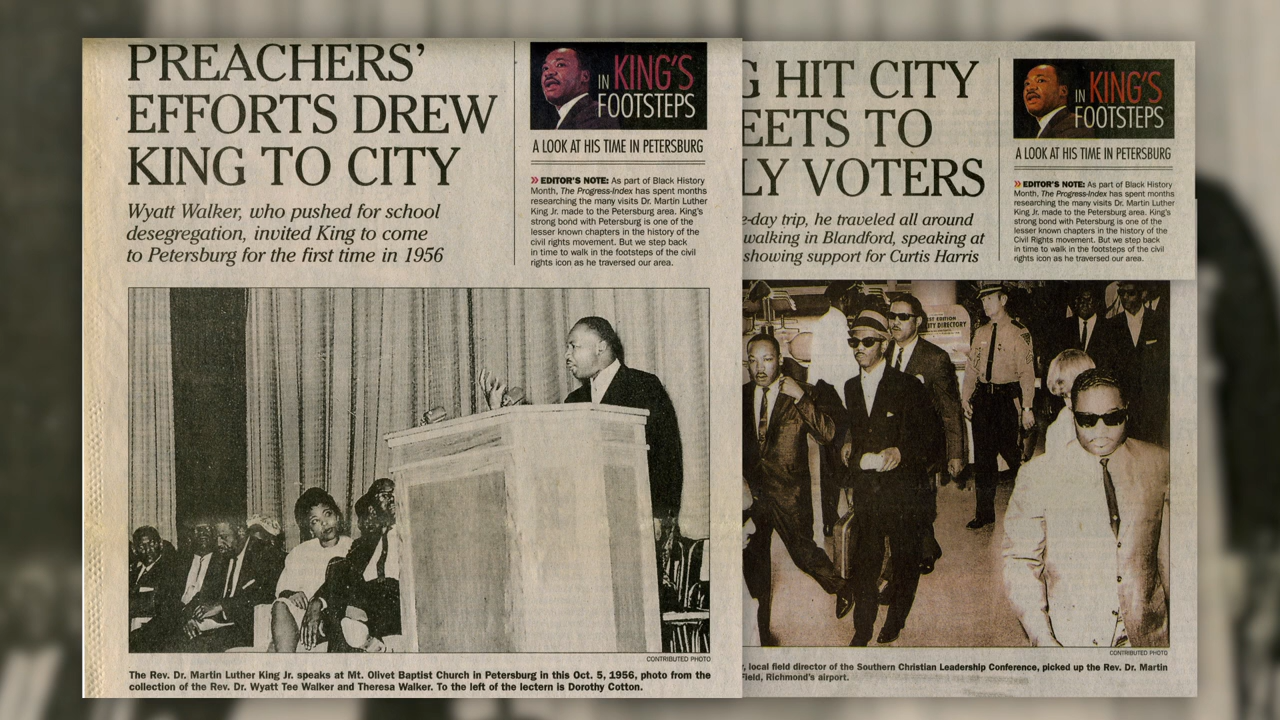 PREACHERS'
EFFORTS DREW
KING TO CITY
Wyatt Walker, who pushed for school
desegregation, invited King to come
to Petersburg for the first time in 1956
IN KING'S
FOOTSTEPS
A LOOK AT HIS TIME IN PETERSBURG
» EDITOR'S NOTE: As part of Black History
Month, The Progress-Index has spent months
researching the many visits Dr. Martin Luther
King Jr. made to the Petersburg area. King's
strong bond with Petersburg is one of the
lesser known chapters in the history of the
civil rights movement. But we step back
in time to walk in the footsteps of the civil
rights icon as he traversed our area.
CONTRIBUTED PHOTO
The Rev. Dr. Martin Luther King Jr. speaks at Mt. Olivet Baptist Church in Petersburg in this Oct. 5, 1956, photo from the
collection of the Rev. Dr. Wyatt Tee Walker and Theresa Walker. To the left of the lectern is Dorothy Cotton.
G HIT CITY
EETS TO
LY VOTERS
e-day trip, he traveled all around
walking in Blandford, speaking at
showing support for Curtis Harris
IN KING'S
FOOTSTEPS
A LOOK AT HIS TIME IN PETERSBURG
» EDITOR'S NOTE: As part of Black History
Month, The Progress-Index has spent months
researching the many visits Dr. Martin Luther
King Jr. made to the Petersburg area. King's
strong bond with Petersburg is one of the
lesser known chapters in the history of the
Civil Rights movement. But we step back
in time to walk in the footsteps of the civil
rights icon as he traversed our area.
EDITION
DIRECTORY
CONTRIBUTED PHOTO
, local field director of the Southern Christian Leadership Conference, picked up the Rev. Dr. Martin
Field, Richmond's airport.